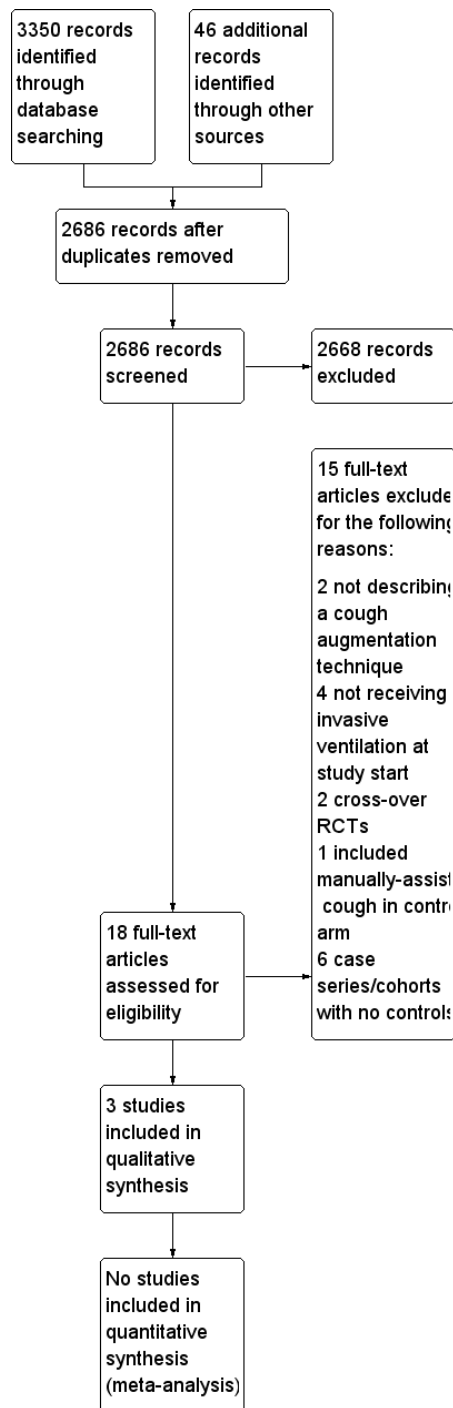 3350 records
identified
through
database
searching
46 additional
records
identified
through other
sources
2686 records after
duplicates removed
2686 records
screened
2668 records
excluded
15 full-text
articles exclude
for the following
reasons:
2 not describing
a cough
augmentation
technique
4 not receiving
invasive
ventilation at
study start
2 cross-over
RCTs
1 included
manually-assist
cough in contr
arm
6 case
series/cohorts
with no controls
18 full-text
articles
assessed for
eligibility
3 studies
included in
qualitative
synthesis
No studies
included in
quantitative
synthesis
(meta-analysis)